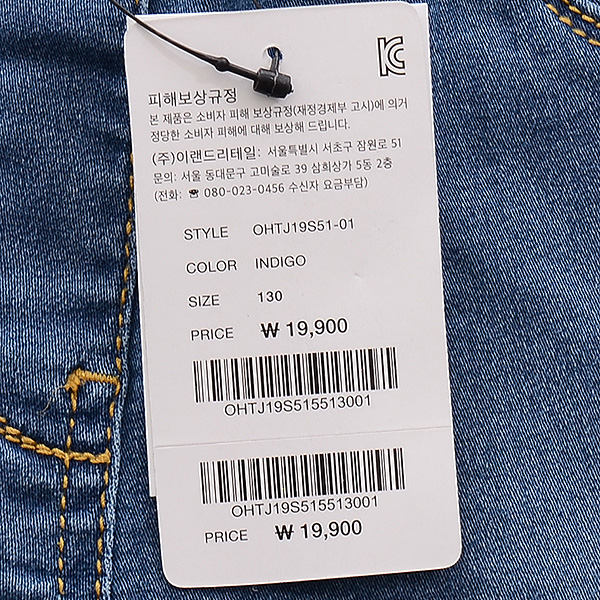 KC
피해보상규정
본 제품은 소비자 피해 보상규정(재정경제부 고시)에 의거
정당한 소비자 피해에 대해 보상해 드립니다.
(주)이랜드리테일: 서울특별시 서초구 잠원로 51
문의: 서울 동대문구 고미술로 39 삼희상가 5동 2층
(전화: ☎ 080-023-0456 수신자 요금부담)
STYLE OHTJ19S51-01
COLOR INDIGO
SIZE 130
PRICE ₩ 19,900
OHTJ19S515513001
OHTJ19S515513001
PRICE ₩ 19,900